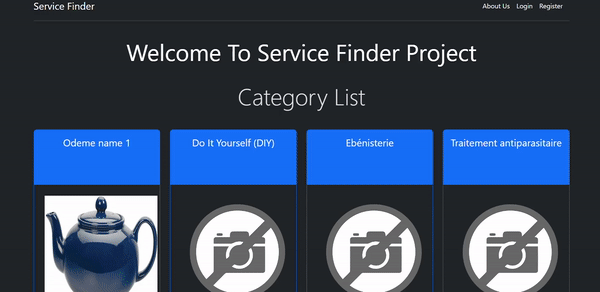 Service Finder
About Us Login Register
Welcome To Service Finder Project
Category List
Odeme name 1
Do It Yourself (DIY)
Ebénisterie
Traitement antiparasitaire